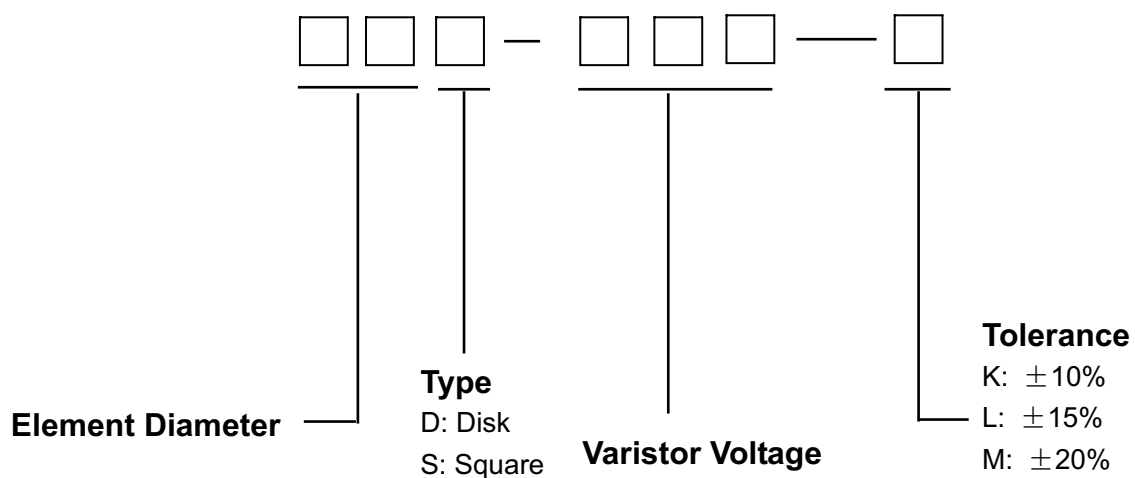 Element Diameter
Type
D: Disk
S: Square
Varistor Voltage
Tolerance
K: ±10%
L: ±15%
M: ±20%